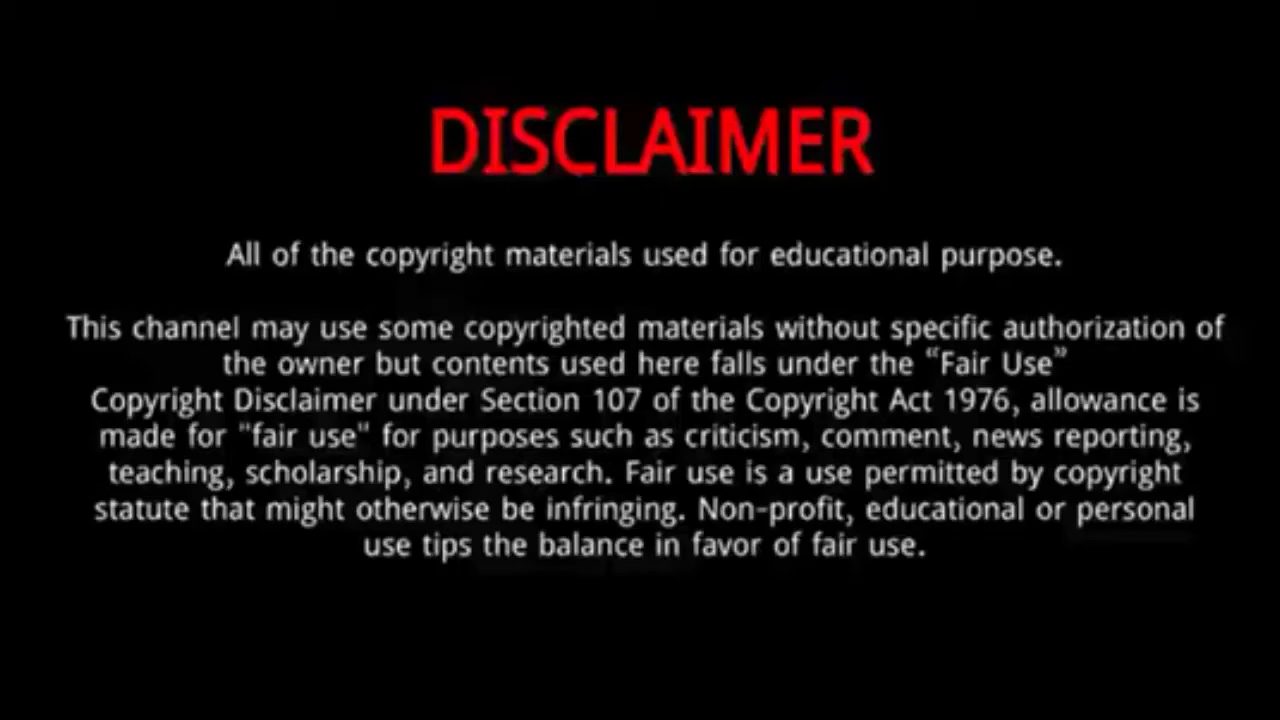 DISCLAIMER
All of the copyright materials used for educational purpose.
This channel may use some copyrighted materials without specific authorization of
the owner but contents used here falls under the “Fair Use”
Copyright Disclaimer under Section 107 of the Copyright Act 1976, allowance is
made for "fair use" for purposes such as criticism, comment, news reporting,
teaching, scholarship, and research. Fair use is a use permitted by copyright
statute that might otherwise be infringing. Non-profit, educational or personal
use tips the balance in favor of fair use.